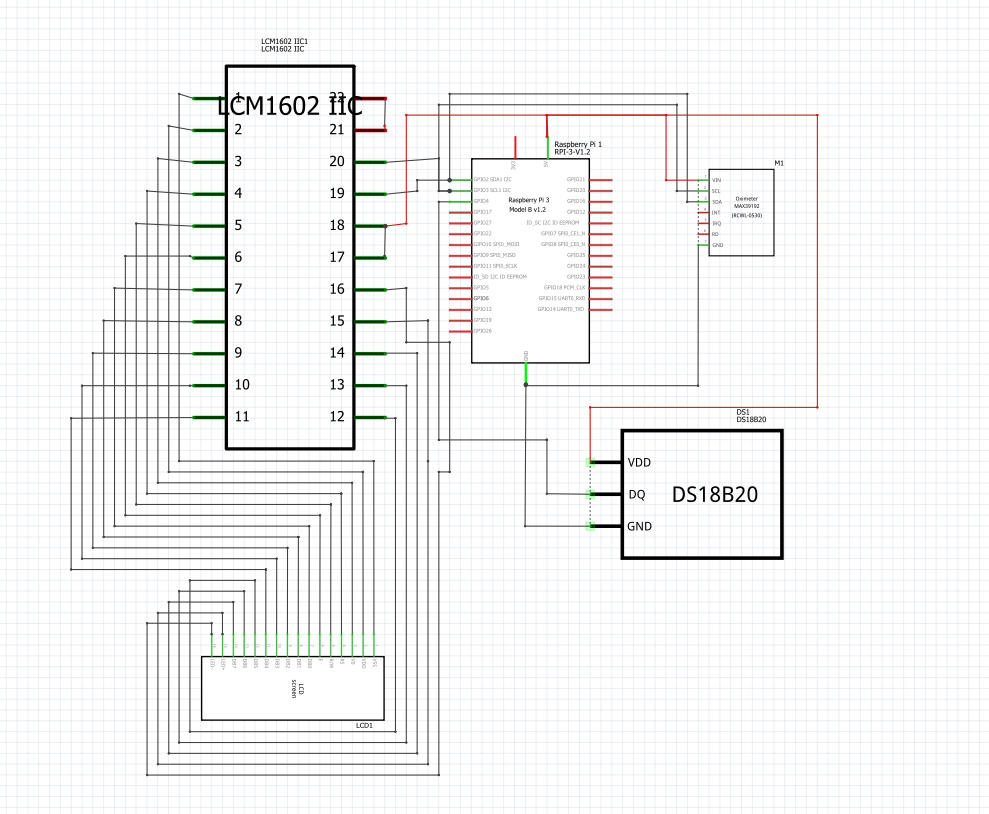 LCM1602 IIC1
LCM1602 IIC
LCM1602 IIC
1
2
3
4
5
6
7
8
9
10
11
22
21
20
19
18
17
16
15
14
13
12
Raspberry Pi 1
RPI-3-V1.2
3V3
5V
Raspberry Pi 3
Model B v1.2
GPIO2 SDA1 I2C
GPIO3 SCL1 I2C
GPIO4
GPIO17
GPIO27
GPIO22
GPIO10 SPI0_MOSI
GPIO9 SPI0_MISO
GPIO11 SPI0_SCLK
ID_SD I2C ID EEPROM
GPIO5
GPIO6
GPIO13
GPIO19
GPIO26
GPIO21
GPIO20
GPIO16
GPIO12
ID_SC I2C ID EEPROM
GPIO7 SPI0_CE1_N
GPIO8 SPI0_CE0_N
GPIO25
GPIO24
GPIO23
GPIO18 PCM_CLK
GPIO15 UART0_RXD
GPIO14 UART0_TXD
GND
M1
VIN
SCL
SDA
INT
IRD
RD
GND
Oximeter
MAX30102
(RCWL-0530)
DS1
DS18B20
VDD
DQ
GND
DS18B20
LED-
LED+
DB7
DB6
DB5
DB4
DB3
DB2
DB1
DB0
E
R/W
RS
V0
VDD
VSS
LCD
screen
LCD1